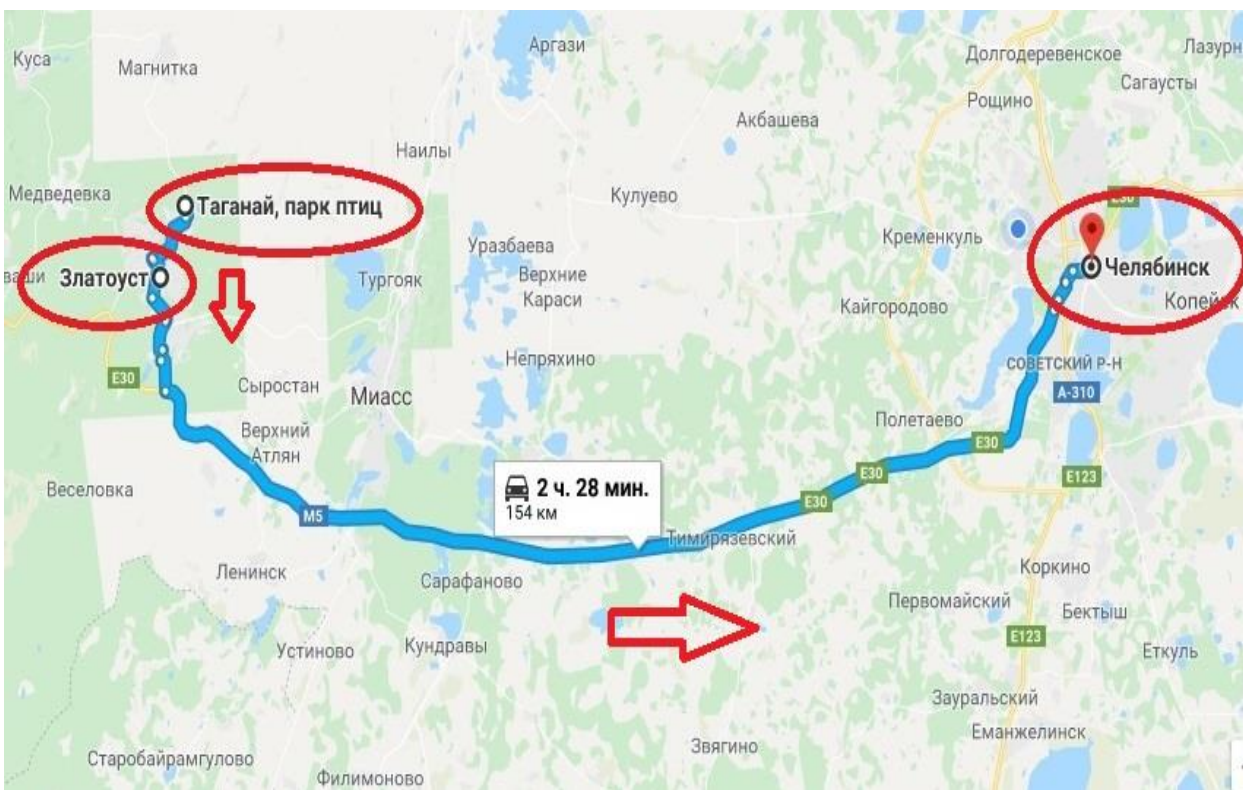 Куса
Магнитка
Аргази
Долгодеревенское
Лазурн
Сагаусты
Рощино
Акбашева
Наилы
Медведевка
Таганай, парк птиц
Кулуево
E30
Кременкуль
Уразбаева
ваши
Златоуст
Тургояк
Верхние
Караси
Челябинск
Кайгородово
Копейск
Непряхино
СОВЕТСКИЙ Р-Н
E30
Сыростан
Миасс
А-310
Полетаево
Верхний
Атлян
E30
E30
E123
Веселовка
2 ч. 28 мин.
154 км
E30
M5
Тимирязевский
Ленинск
Сарафаново
Коркино
Первомайский
Бектыш
E123
Устиново
Кундравы
Еткуль
Зауральский
Еманжелинск
Звягино
Старобайрамгулово
Филимоново